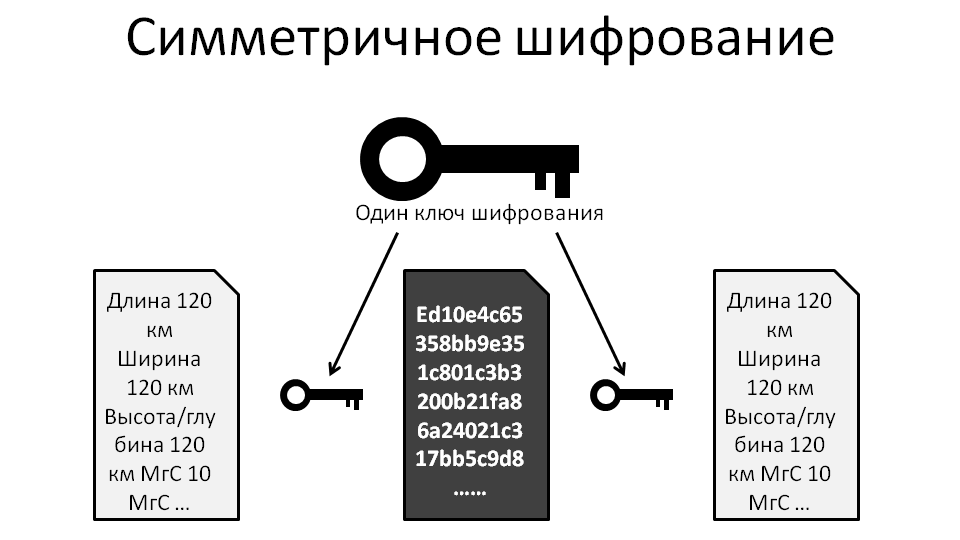 Симметричное шифрование
Один ключ шифрования
Длина 120
км
Ширина
120 км
Высота/глу
бина 120
км МгС 10
МгС ...
Ed10e4c65
358bb9e35
1c801c3b3
200b21fa8
6a24021c3
17bb5c9d8
……
Длина 120
км
Ширина
120 км
Высота/глу
бина 120
км МгС 10
МгС ...